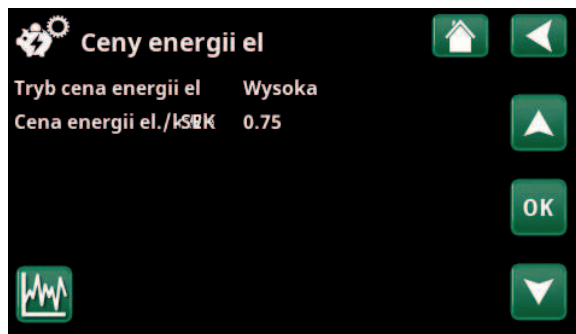 Ceny energii el
Tryb cena energii el Wysoka
Cena energii el./ 0.75
OK